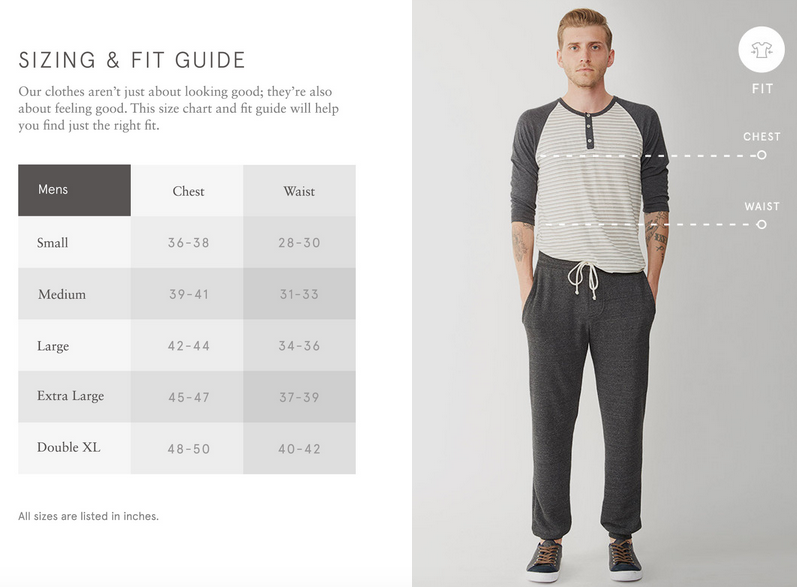 SIZING & FIT GUIDE
Our clothes aren't just about looking good; they're also
about feeling good. This size chart and fit guide will help
you find just the right fit.
Mens Chest Waist
Small 36-38 28-30
Medium 39-41 31-33
Large 42-44 34-36
Extra Large 45-47 37-39
Double XL 48-50 40-42
All sizes are listed in inches.
FIT
CHEST
WAIST